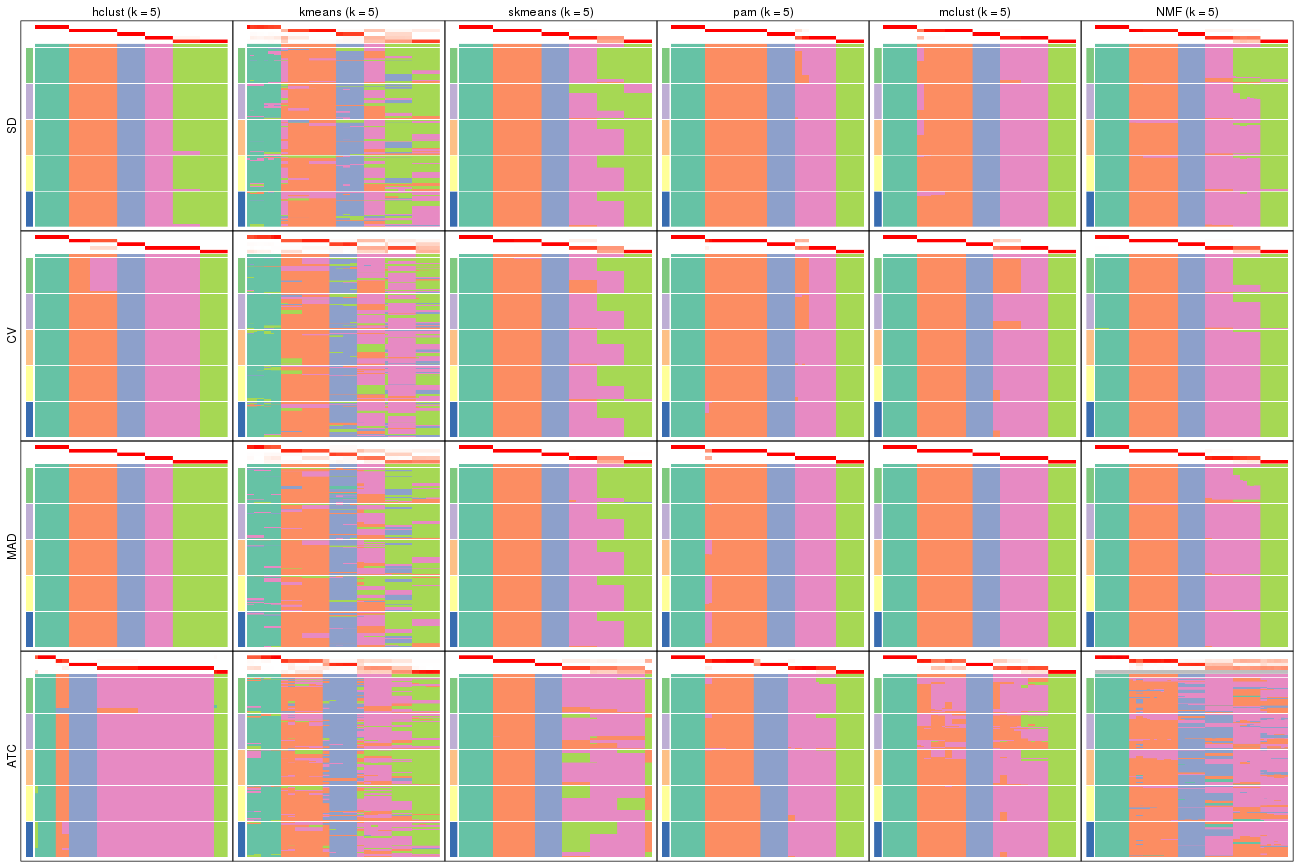 hclust (k = 5) kmeans (k = 5) skmeans (k = 5) pam (k = 5) mclust (k = 5) NMF (k = 5)
SD
CV
MAD
ATC